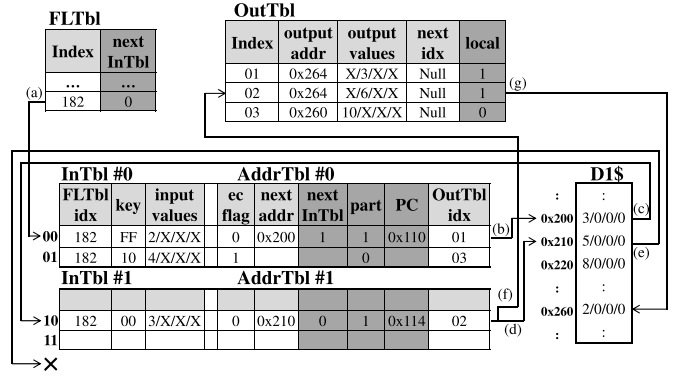 FLTbl
Index next InTbl
... ...
(a) 182 0
OutTbl
Index output addr output values next idx local
01 0x264 X/3/X/X Null 1
02 0x264 X/6/X/X Null 1 (g)
03 0x260 10/X/X/X Null 0
InTbl #0 AddrTbl #0
FLTbl idx key input values ec flag next addr next InTbl part PC OutTbl idx
00 182 FF 2/X/X/X 0 0x200 1 1 0x110 01 (b)
01 182 10 4/X/X/X 1 0 03
InTbl #1 AddrTbl #1
(f)
10 182 00 3/X/X/X 0 0x210 0 1 0x114 02 (d)
11
D1$
: :
0x200 3/0/0/0 (c)
0x210 5/0/0/0 (e)
0x220 8/0/0/0
: :
0x260 2/0/0/0
: :